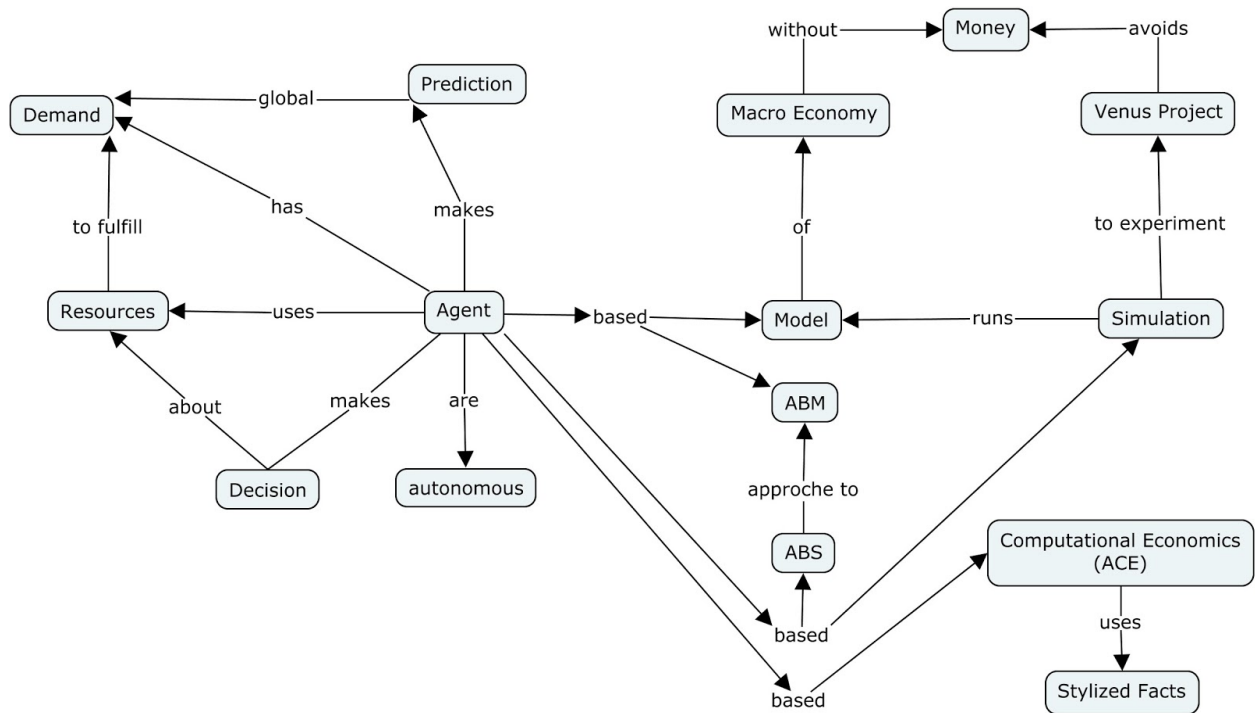 without
Money
avoids
Prediction
global
Demand
Macro Economy
Venus Project
has
makes
to fulfill
of
to experiment
Resources
uses
Agent
based
Model
runs
Simulation
about
makes
are
ABM
Decision
autonomous
approche to
ABS
Computational Economics
(ACE)
uses
based
based
Stylized Facts